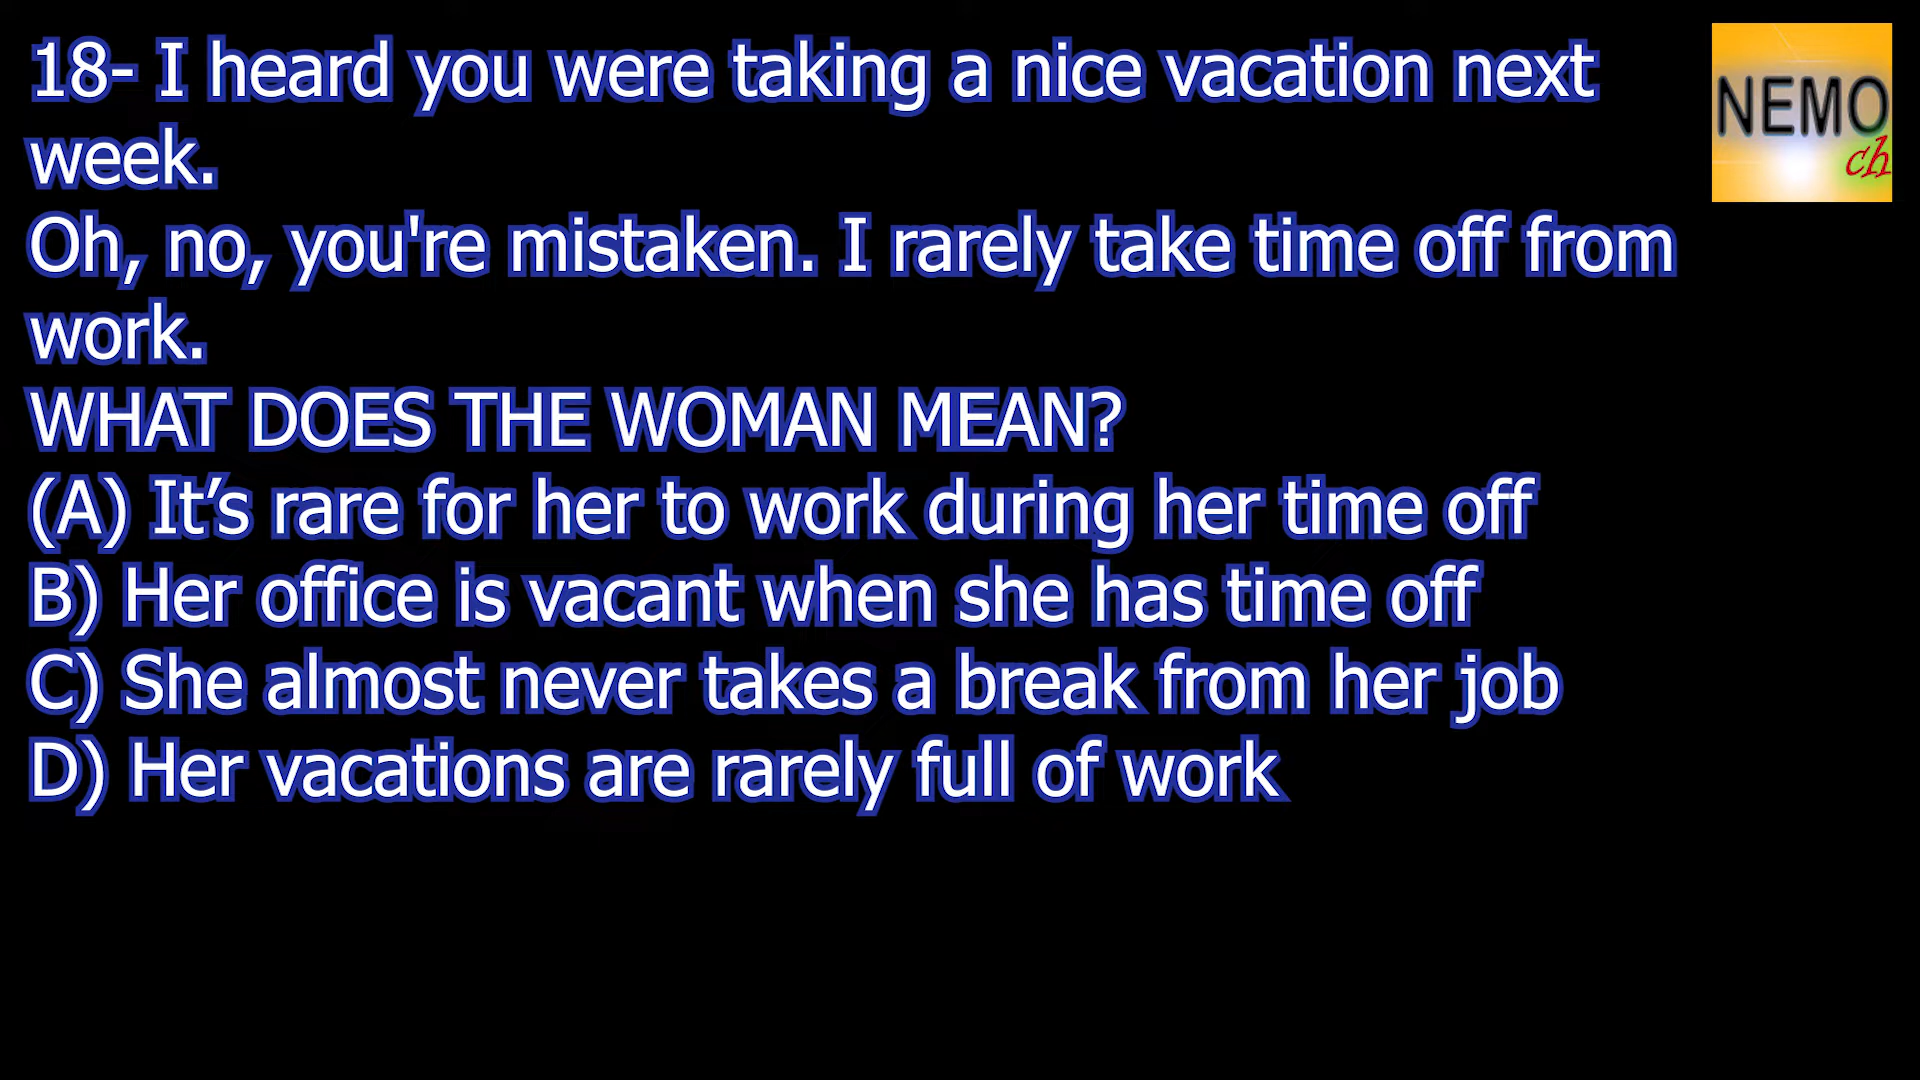 18- I heard you were taking a nice vacation next
week.
Oh, no, you're mistaken. I rarely take time off from
work.
WHAT DOES THE WOMAN MEAN?
(A) It’s rare for her to work during her time off
B) Her office is vacant when she has time off
C) She almost never takes a break from her job
D) Her vacations are rarely full of work
NEMO
ch